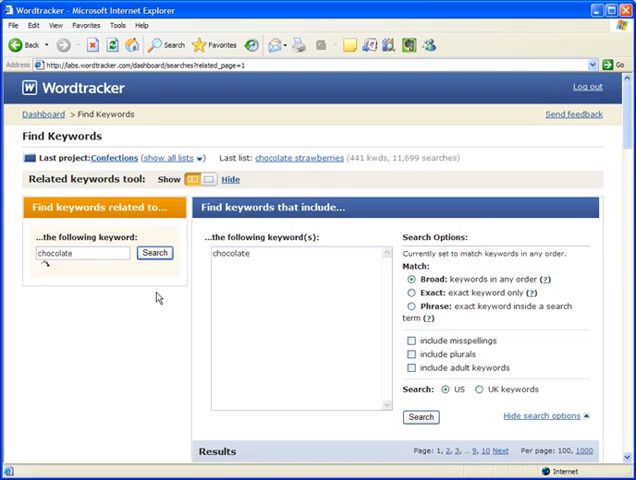 Wordtracker - Microsoft Internet Explorer
File Edit View Favorites Tools Help
Back Search Favorites
Address http://labs.wordtracker.com/dashboard/searches?related_page=1 Go
W Wordtracker Log out
Dashboard > Find Keywords Send feedback
Find Keywords
Last project: Confections (show all lists) Last list: chocolate strawberries (441 kwds, 11,699 searches)
Related keywords tool: Show Hide
Find keywords related to...
...the following keyword:
chocolate Search
Find keywords that include...
...the following keyword(s):
chocolate
Search Options:
Currently set to match keywords in any order.
Match:
Broad: keywords in any order (?)
Exact: exact keyword only (?)
Phrase: exact keyword inside a search
term (?)
include misspellings
include plurals
include adult keywords
Search: US UK keywords
Search Hide search options
Results Page: 1, 2, 3, ... 9, 10 Next Per page: 100, 1000
Internet